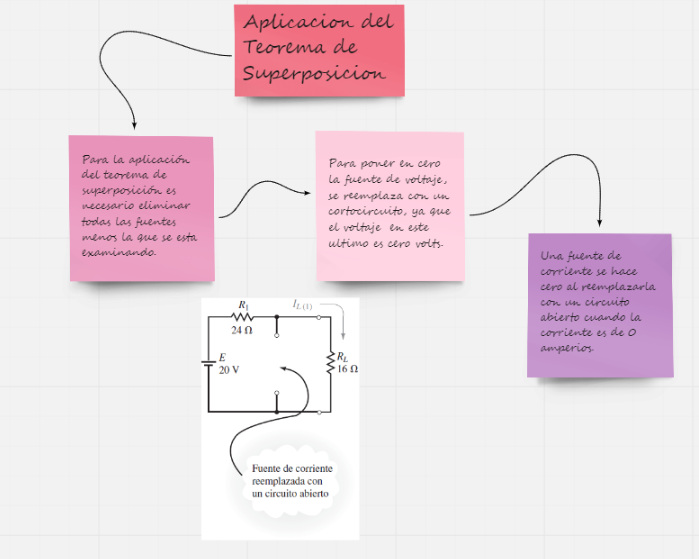 Aplicacion del
Teorema de
Superposicion
Para la aplicación
del teorema de
superposición es
necesario eliminar
todas las fuentes
menos la que se esta
examinando.
Para poner en cero
la fuente de voltaje,
se reemplaza con un
cortocircuito, ya que
el voltaje en este
ultimo es cero volts.
Una fuente de
corriente se hace
cero al reemplazarla
con un circuito
abierto cuando la
corriente es de 0
amperios.
R₁
24 Ω
I_L(1)
E
20 V
R_L
16 Ω
Fuente de corriente
reemplazada con
un circuito abierto